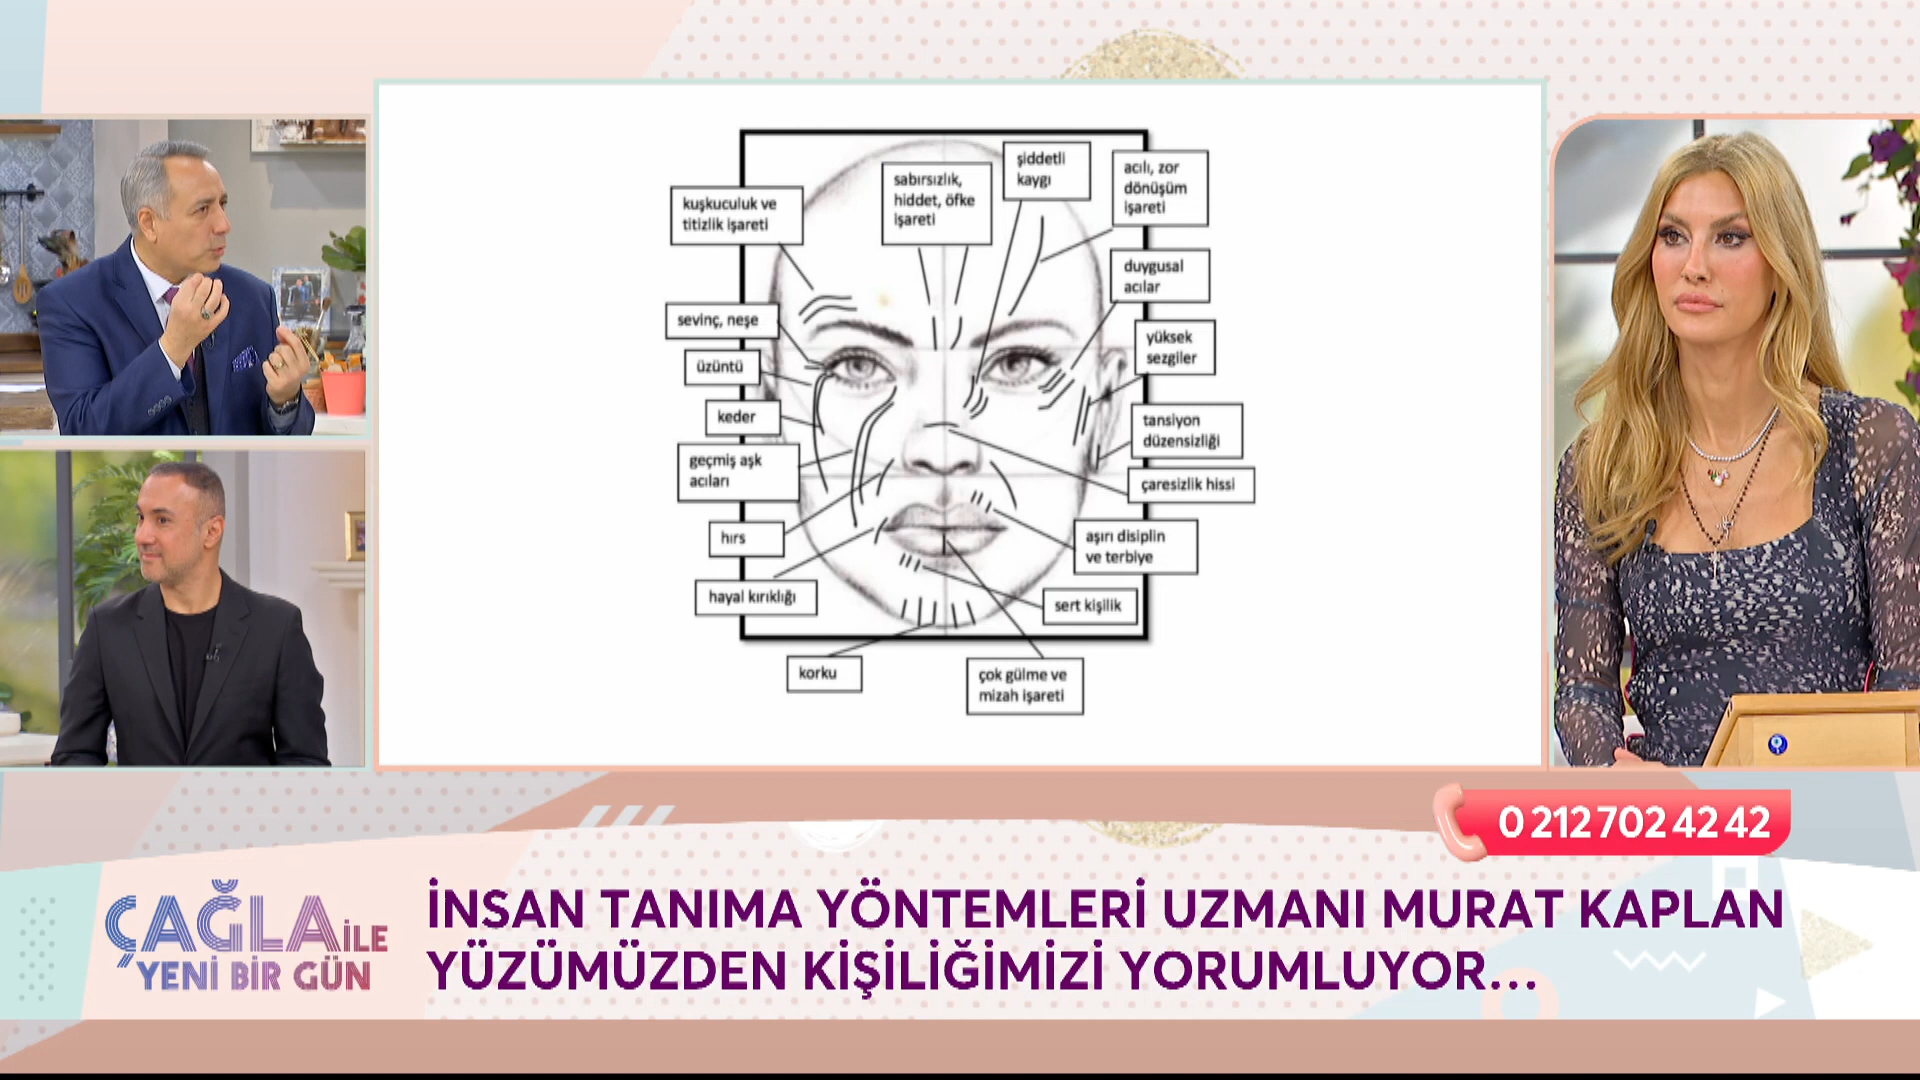 kuşkuculuk ve
titizlik işareti
sabırsızlık,
hiddet, öfke
işareti
şiddetli
kaygı
acılı, zor
dönüşüm
işareti
duygusal
acılar
sevinç, neşe
yüksek
sezgiler
üzüntü
keder
tansiyon
düzensizliği
geçmiş aşk
acıları
çaresizlik hissi
hırs
aşırı disiplin
ve terbiye
hayal kırıklığı
sert kişilik
korku
çok gülme ve
mizah işareti
0 212 702 42 42
ÇAĞLA İLE
YENİ BİR GÜN
İNSAN TANIMA YÖNTEMLERİ UZMANI MURAT KAPLAN
YÜZÜMÜZDEN KİŞİLİĞİMİZİ YORUMLUYOR...